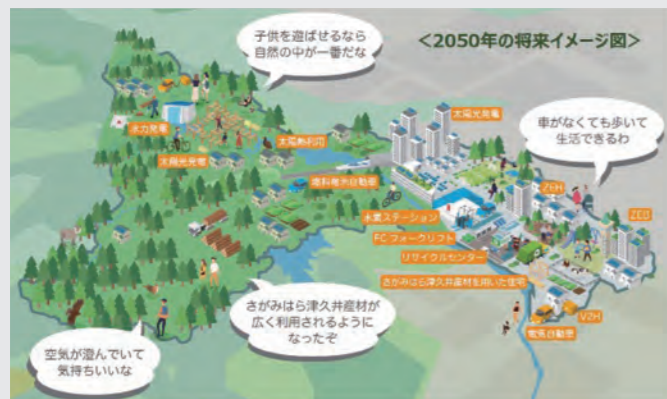 <2050年の将来イメージ図>
子供を遊ばせるなら
自然の中が一番だな
車がなくても歩いて
生活できるわ
水力発電
太陽光発電
太陽熱利用
燃料電池自動車
太陽光発電
水素ステーション
FCフォークリフト
リサイクルセンター
さがみはら津久井産材を用いた住宅
ZEH
ZEB
V2H
電気自動車
さがみはら津久井産材が
広く利用されるように
なったぞ
空気が澄んでいて
気持ちいいな